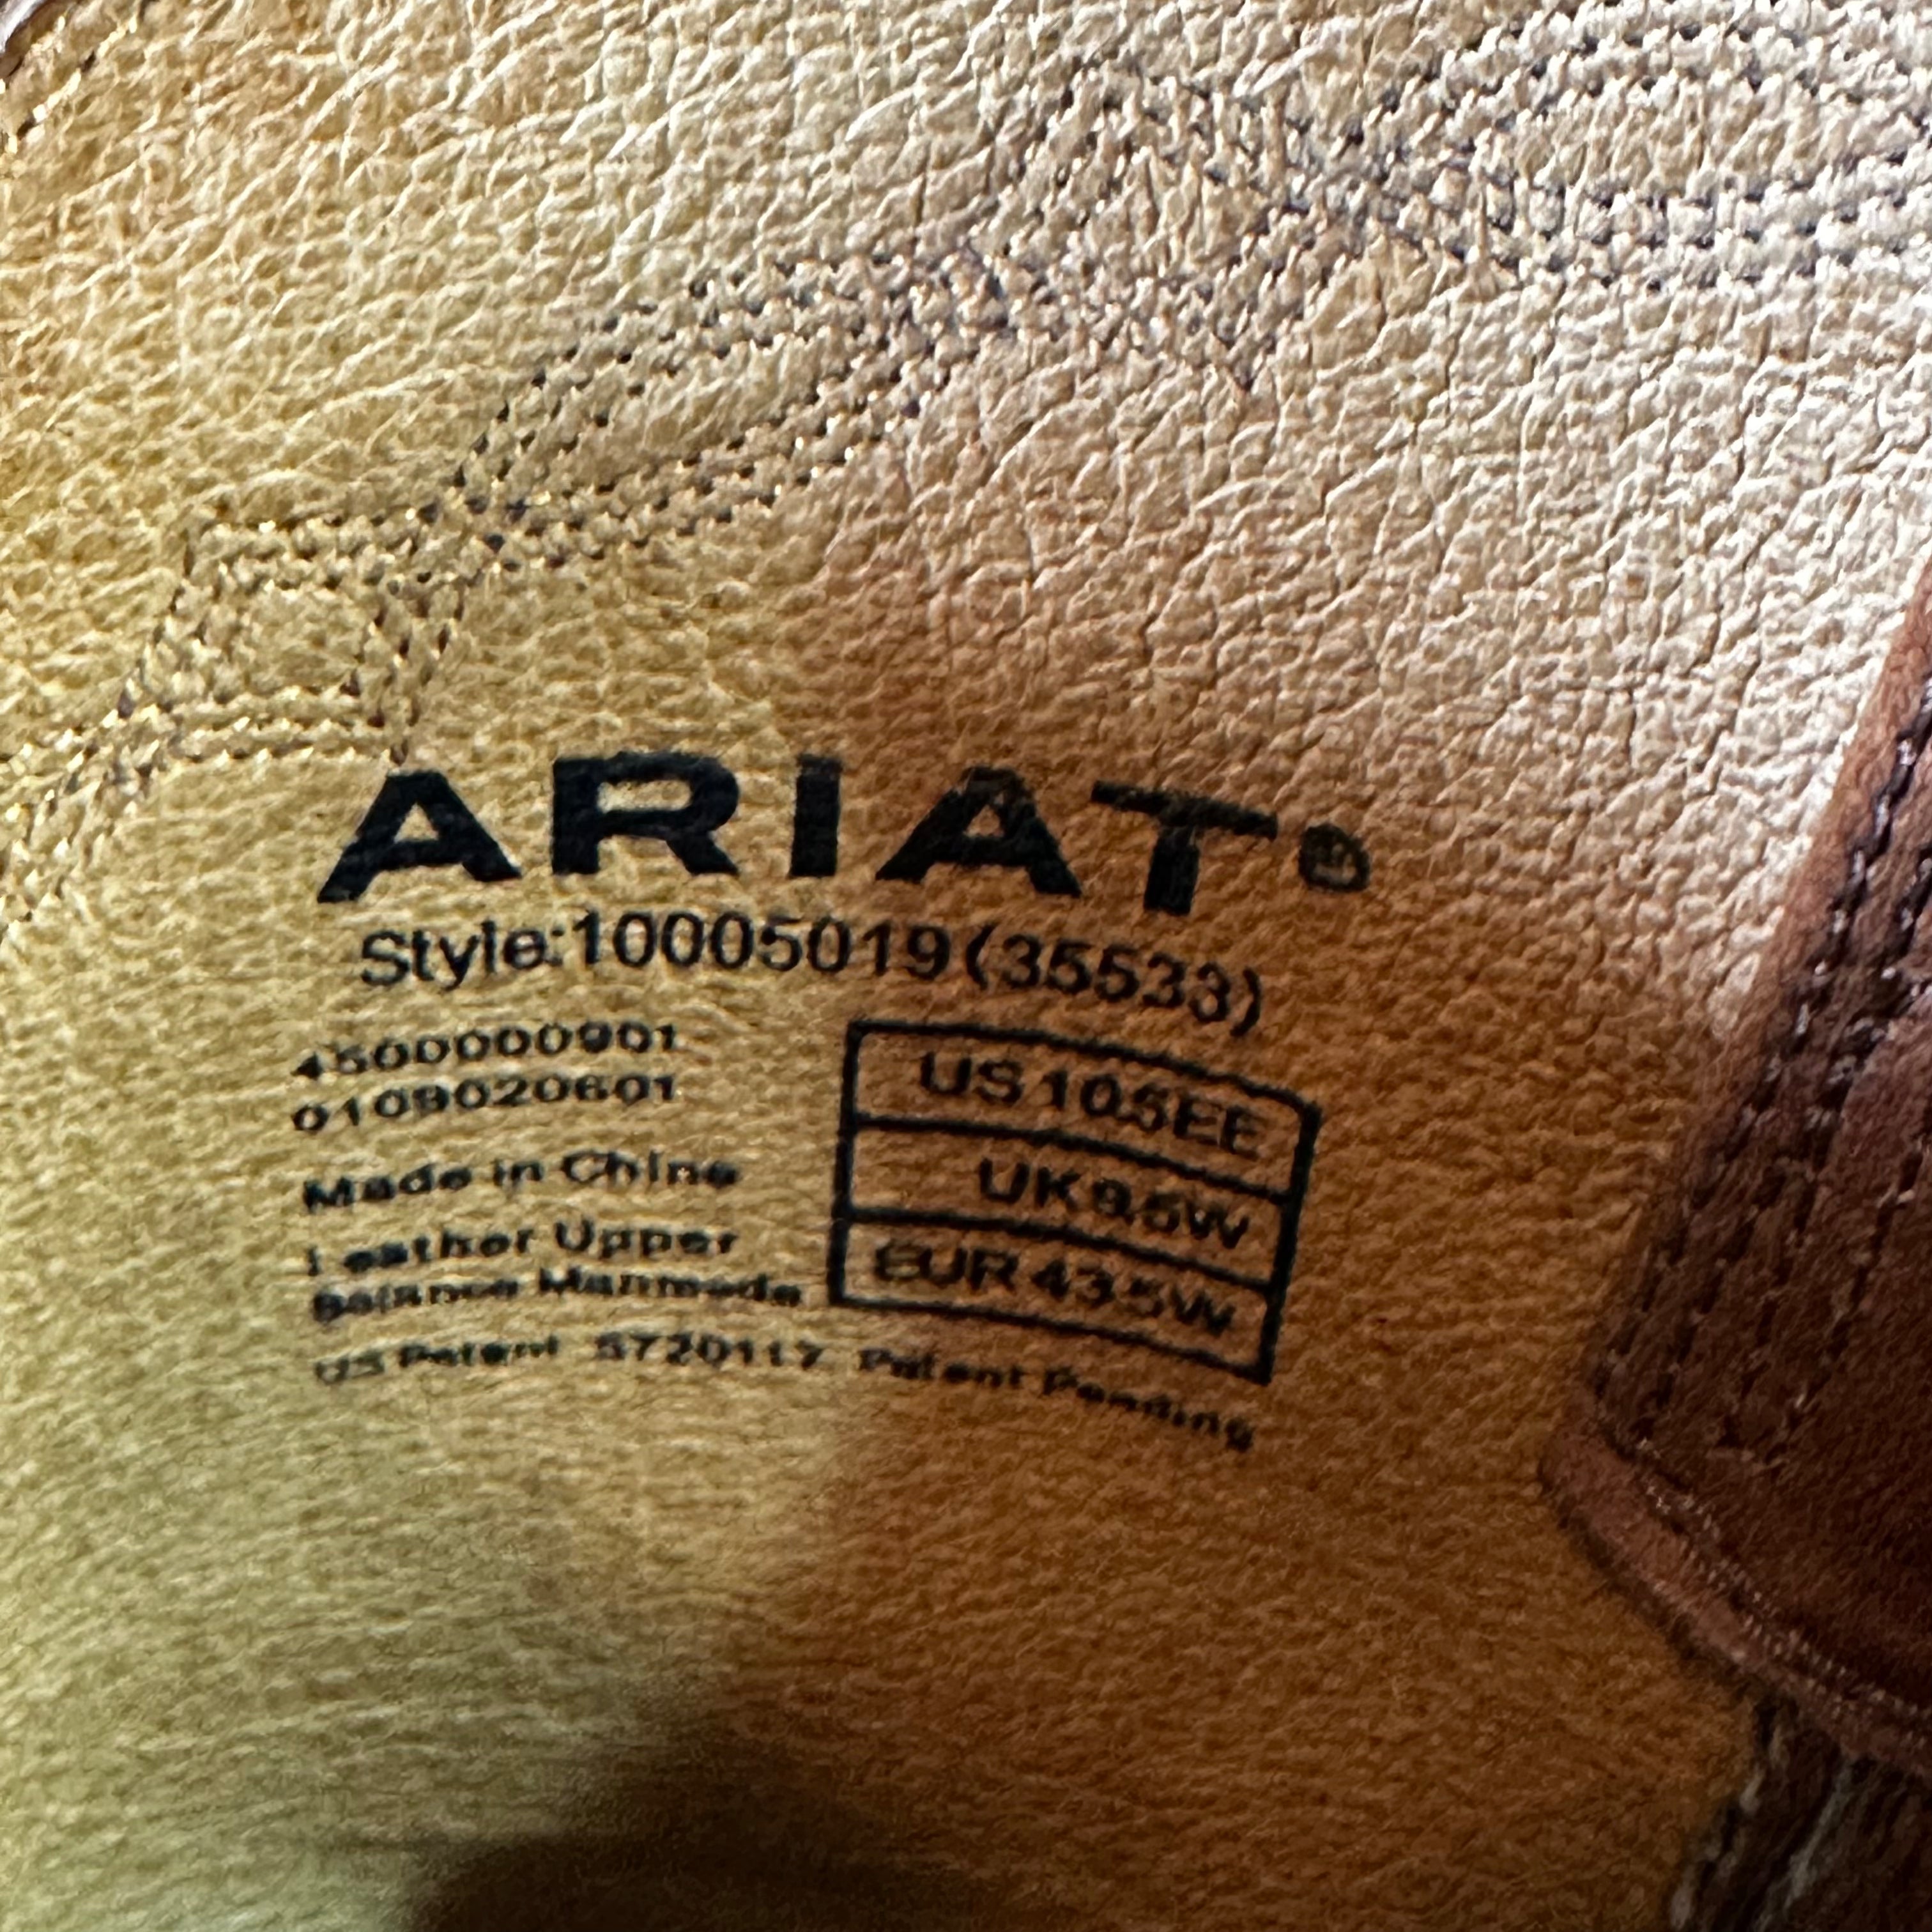 ARIAT®
Style:10005019(35533)
4500000901
0109020601
Made in China
Leather Upper
Balance Manmade
US Patent 5720117 Patent Pending
US 10.5EE
UK 9.5W
EUR 43.5W